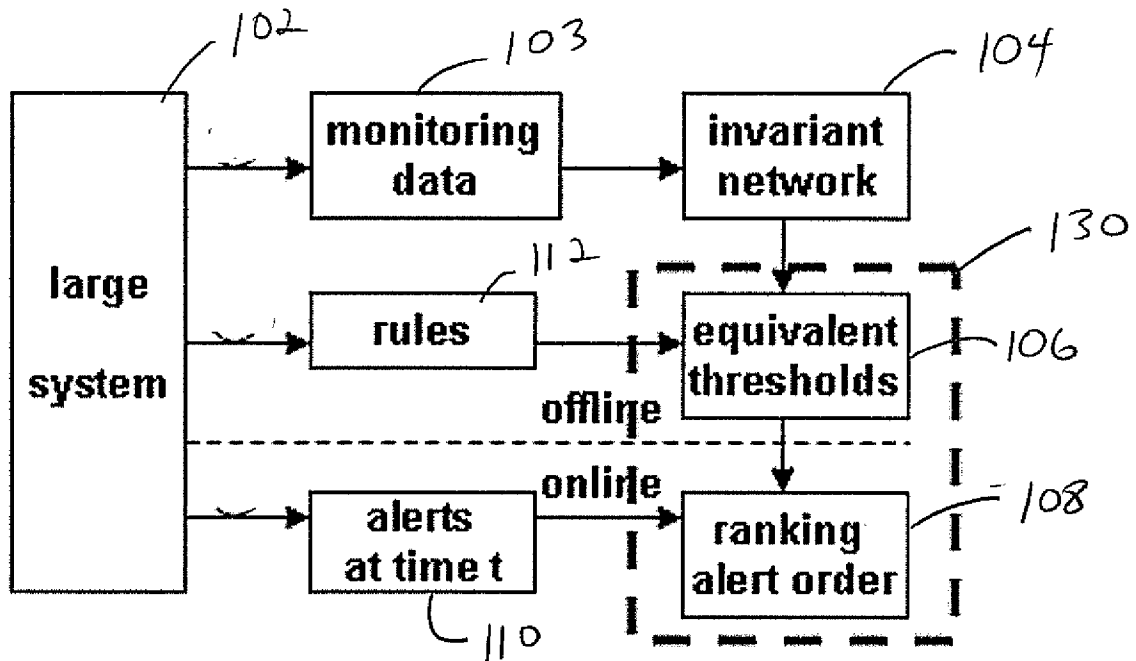 102
103
104
monitoring
data
invariant
network
130
112
large
system
rules
equivalent
thresholds
106
offline
online
alerts
at time t
ranking
alert order
108
110